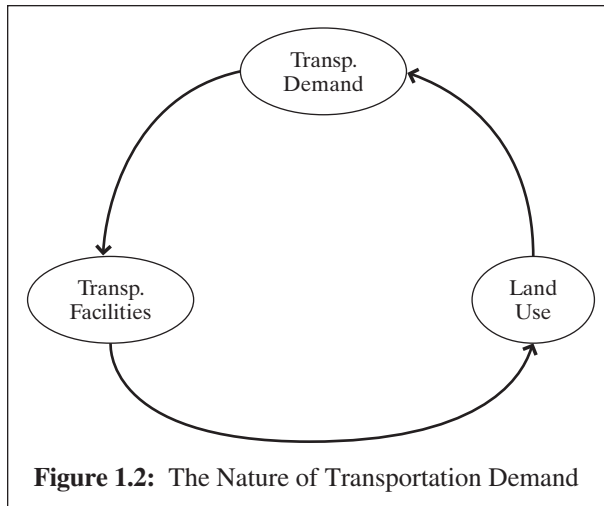 Transp.
Demand
Transp.
Facilities
Land
Use
Figure 1.2: The Nature of Transportation Demand